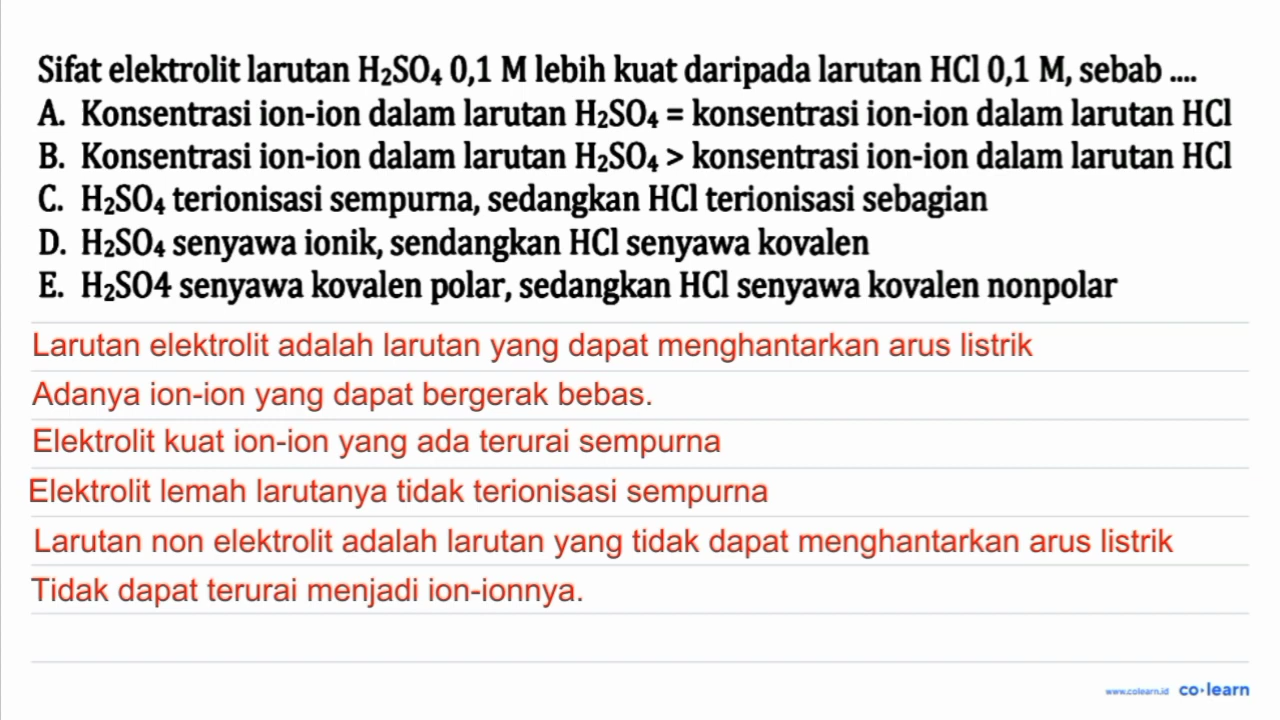 Sifat elektrolit larutan H₂SO₄ 0,1 M lebih kuat daripada larutan HCl 0,1 M, sebab ....
A. Konsentrasi ion-ion dalam larutan H₂SO₄ = konsentrasi ion-ion dalam larutan HCl
B. Konsentrasi ion-ion dalam larutan H₂SO₄ > konsentrasi ion-ion dalam larutan HCl
C. H₂SO₄ terionisasi sempurna, sedangkan HCl terionisasi sebagian
D. H₂SO₄ senyawa ionik, sendangkan HCl senyawa kovalen
E. H₂SO4 senyawa kovalen polar, sedangkan HCl senyawa kovalen nonpolar
Larutan elektrolit adalah larutan yang dapat menghantarkan arus listrik
Adanya ion-ion yang dapat bergerak bebas.
Elektrolit kuat ion-ion yang ada terurai sempurna
Elektrolit lemah larutanya tidak terionisasi sempurna
Larutan non elektrolit adalah larutan yang tidak dapat menghantarkan arus listrik
Tidak dapat terurai menjadi ion-ionnya.
www.colearn.id co·learn